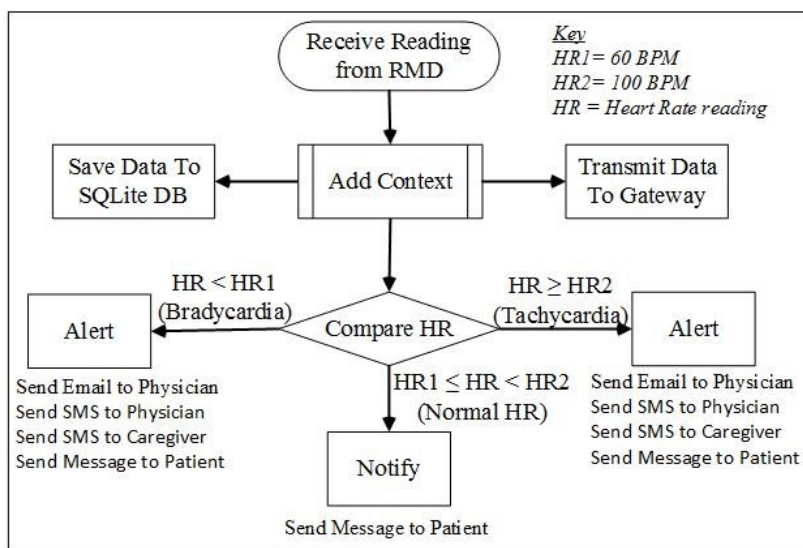 Receive Reading
from RMD
Key
HR1= 60 BPM
HR2= 100 BPM
HR = Heart Rate reading
Save Data To
SQLite DB
Add Context
Transmit Data
To Gateway
HR < HR1
(Bradycardia)
HR ≥ HR2
(Tachycardia)
Alert
Compare HR
Alert
Send Email to Physician
Send SMS to Physician
Send SMS to Caregiver
Send Message to Patient
HR1 ≤ HR < HR2
(Normal HR)
Send Email to Physician
Send SMS to Physician
Send SMS to Caregiver
Send Message to Patient
Notify
Send Message to Patient